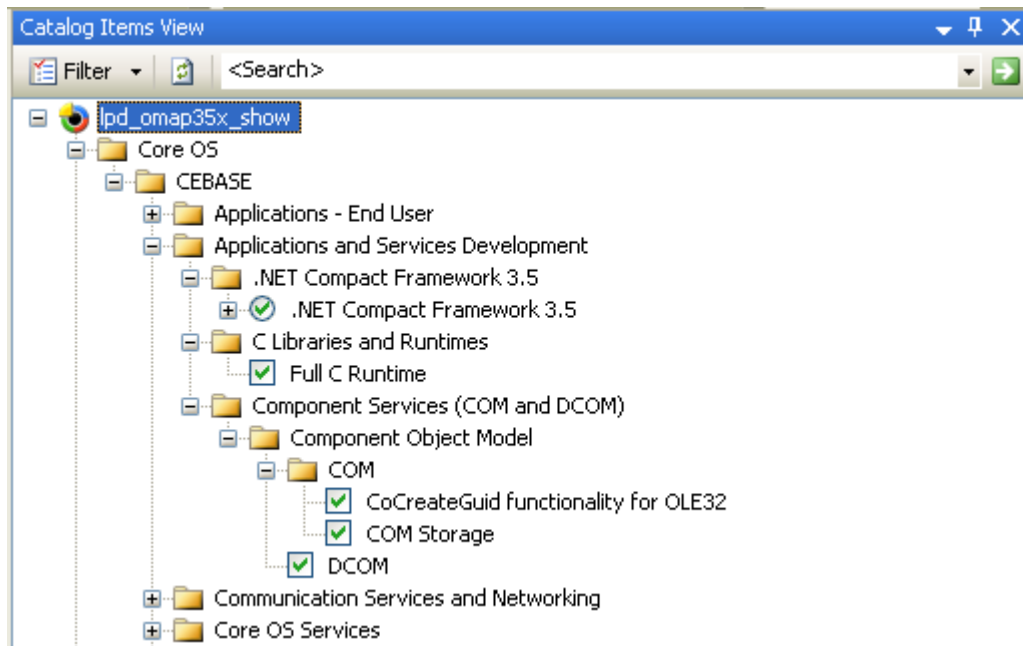 Catalog Items View
Filter <Search>
lpd_omap35x_show
Core OS
CEBASE
Applications - End User
Applications and Services Development
.NET Compact Framework 3.5
.NET Compact Framework 3.5
C Libraries and Runtimes
Full C Runtime
Component Services (COM and DCOM)
Component Object Model
COM
CoCreateGuid functionality for OLE32
COM Storage
DCOM
Communication Services and Networking
Core OS Services